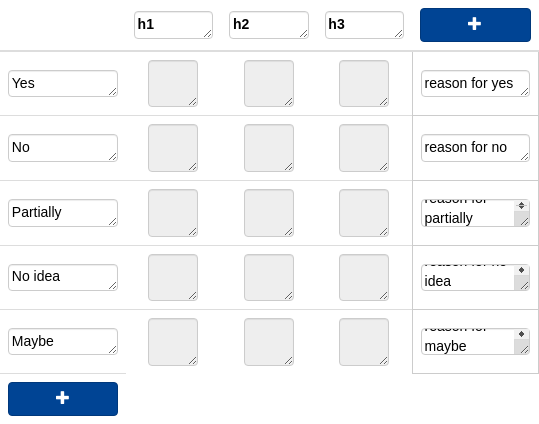 h1 h2 h3 +
Yes reason for yes
No reason for no
Partially reason for
partially
No idea reason for no
idea
Maybe reason for
maybe
+